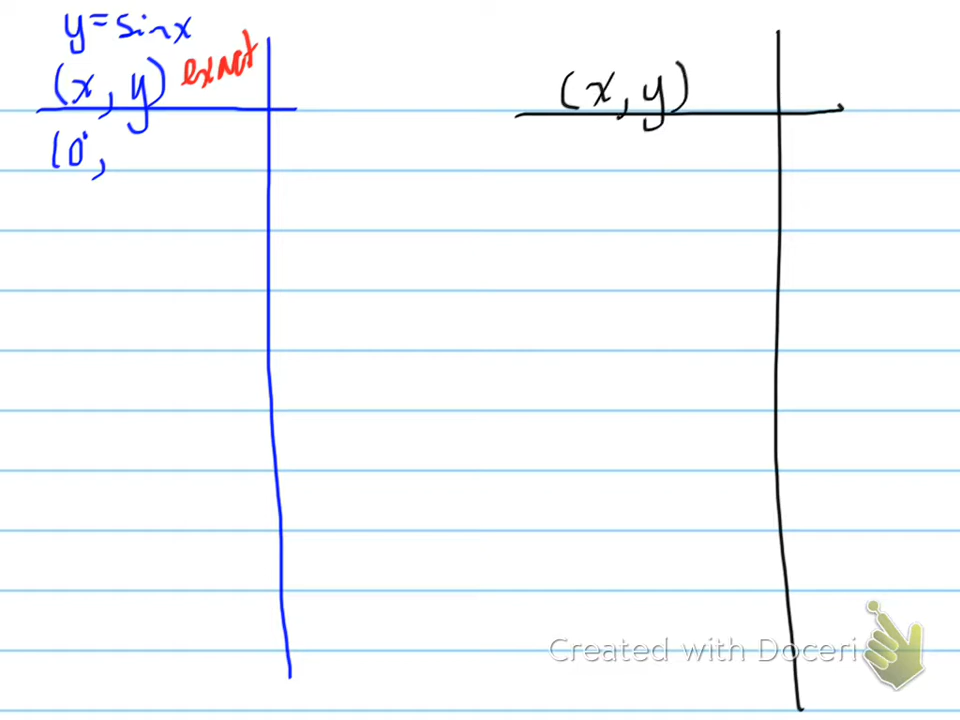 y=sinx
(x, y) exact
(0°,
(x, y)
Created with Doceri